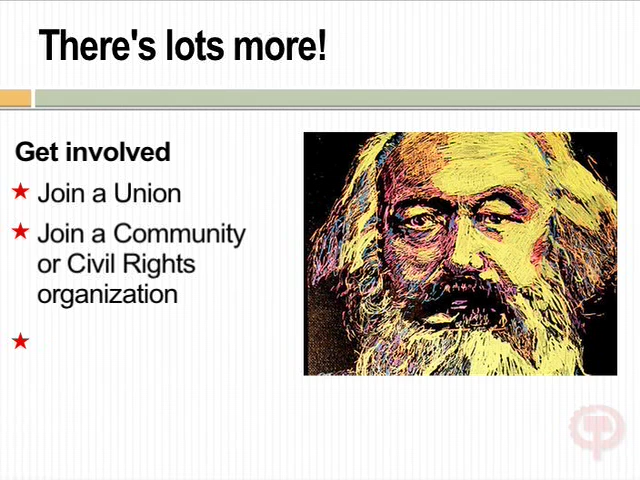 There's lots more!
Get involved
Join a Union
Join a Community
or Civil Rights
organization